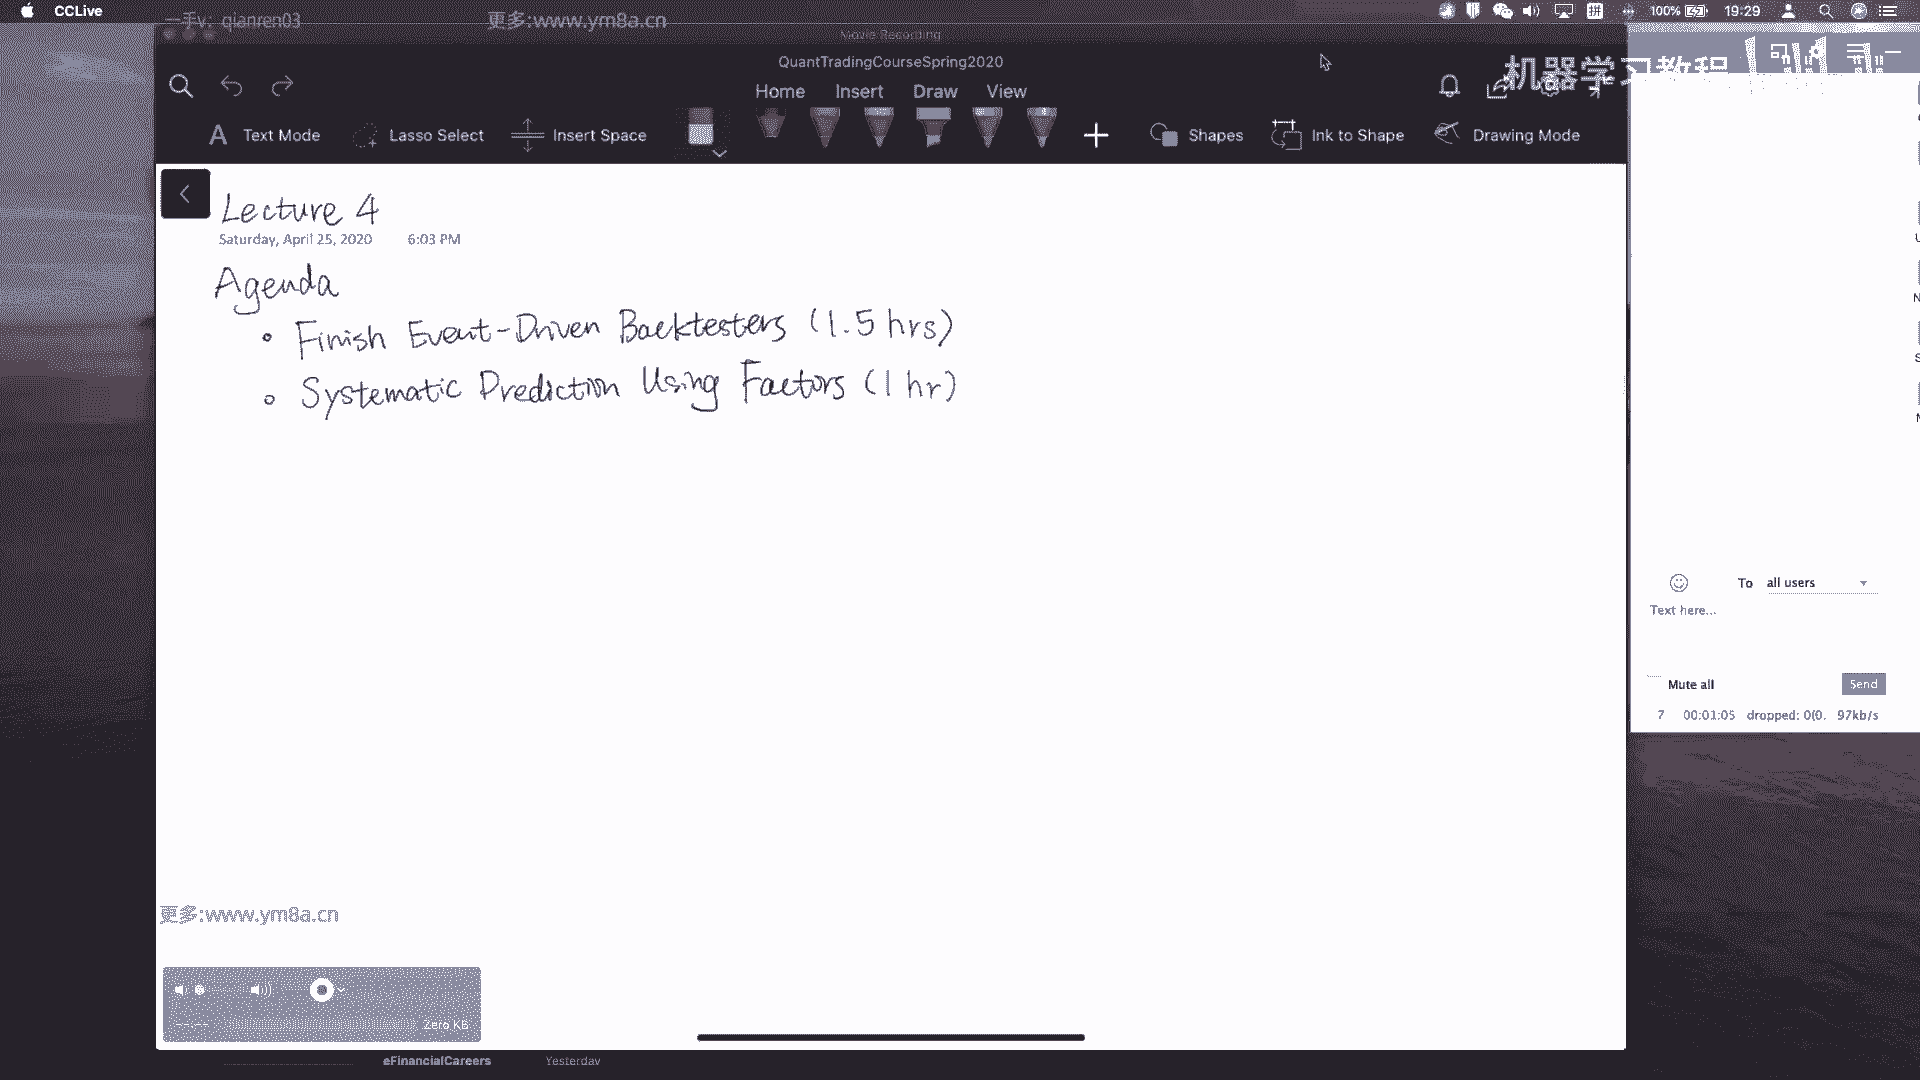 CCLive
100% 19:29
一手v：qianren03
更多:www.ym8a.cn
Movie Recording
QuantTradingCourseSpring2020
机器学习教程
Home Insert Draw View
Text Mode Lasso Select Insert Space Shapes Ink to Shape Drawing Mode
Lecture 4
Saturday, April 25, 2020 6:03 PM
Agenda
• Finish Event-Driven Backtesters (1.5 hrs)
• Systematic Prediction Using Factors (1 hr)
To all users
Text here...
Mute all Send
7 00:01:05 dropped: 0(0. 97kb/s
更多:www.ym8a.cn
--:-- Zero KB
eFinancialCareers Yesterday